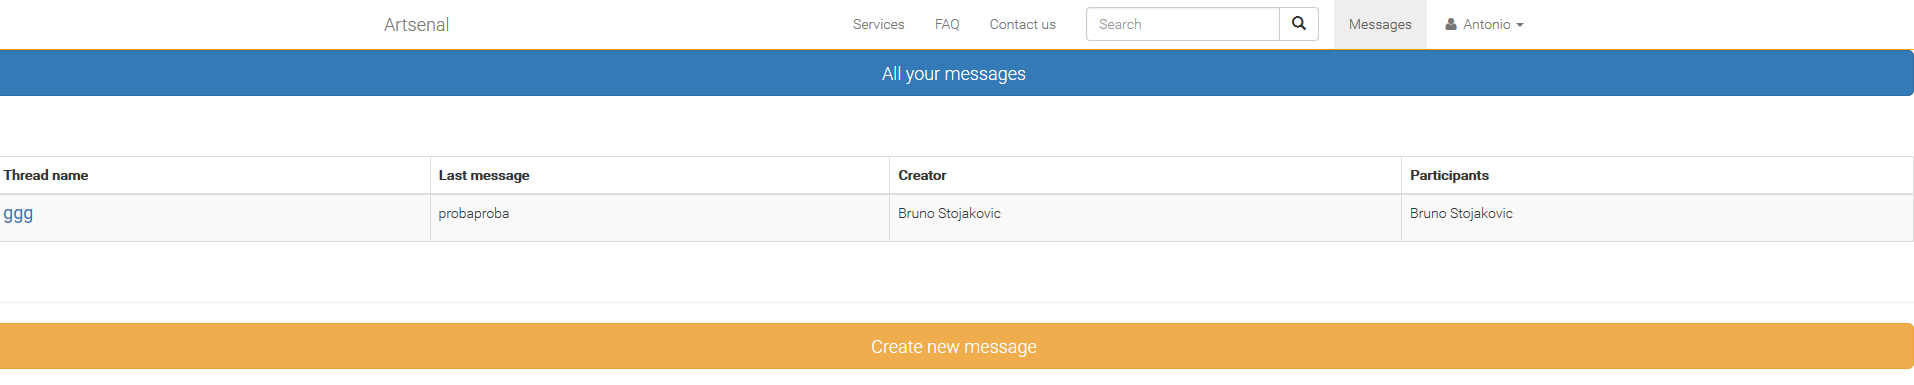 Artsenal Services FAQ Contact us Search Messages Antonio
All your messages
Thread name Last message Creator Participants
ggg probaproba Bruno Stojakovic Bruno Stojakovic
Create new message